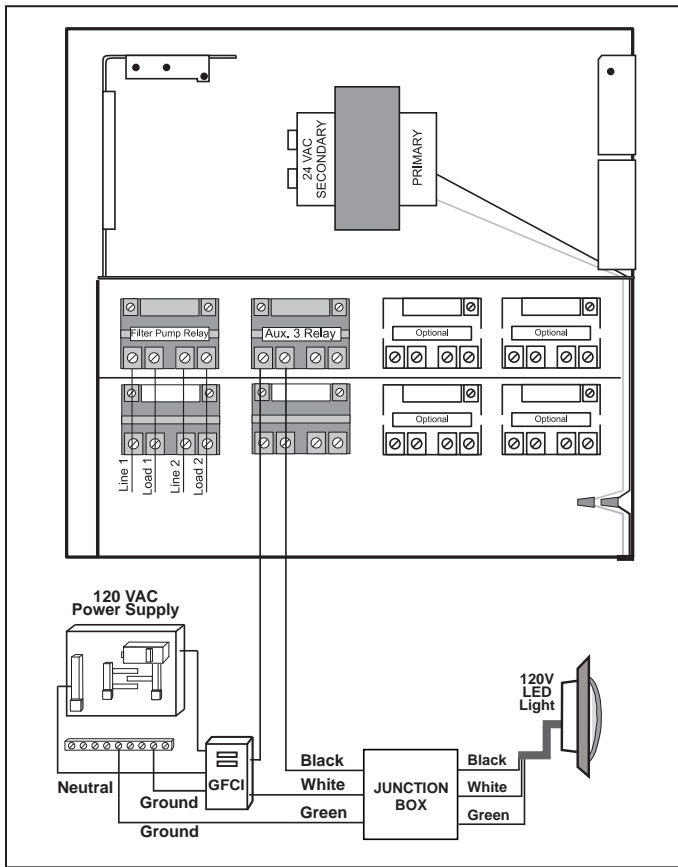 24 VAC
SECONDARY
PRIMARY
Filter Pump Relay
Aux. 3 Relay
Optional
Optional
Optional
Optional
Line 1
Load 1
Line 2
Load 2
120 VAC
Power Supply
120V
LED
Light
Neutral
GFCI
Ground
Ground
Black
White
Green
JUNCTION
BOX
Black
White
Green